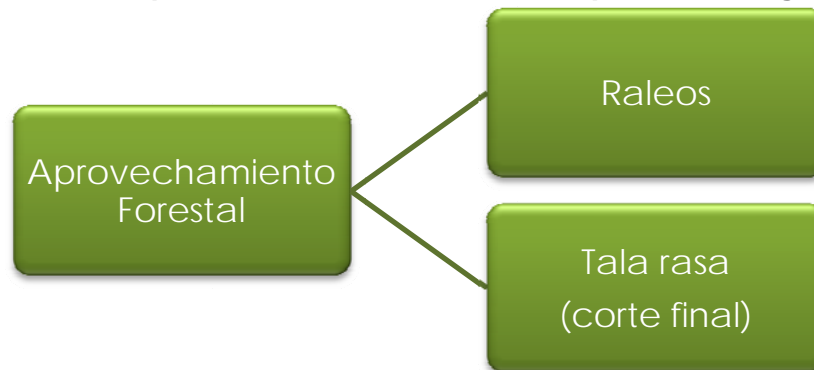 Aprovechamiento
Forestal
Raleos
Tala rasa
(corte final)